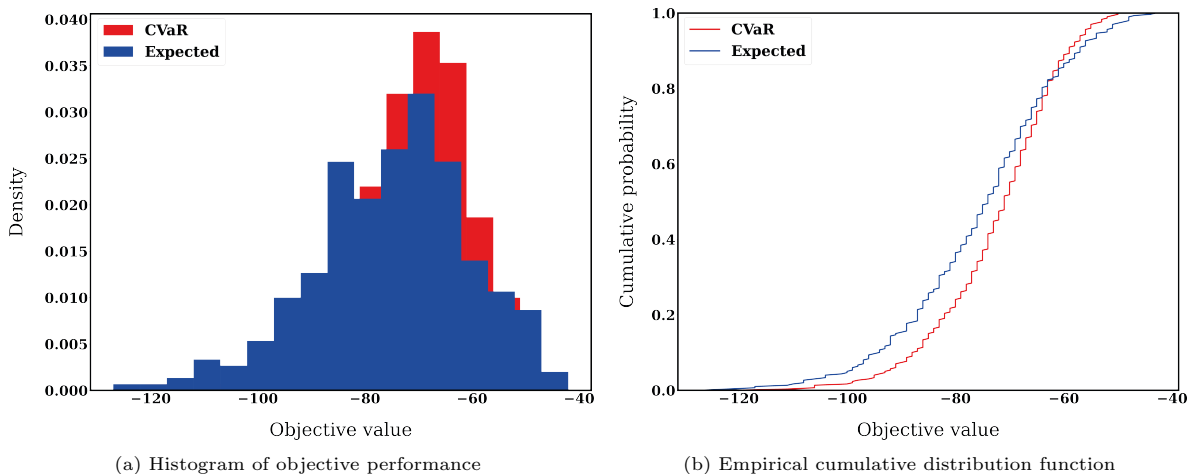 0.040
0.035
0.030
0.025
0.020
0.015
0.010
0.005
0.000
Density
CVaR
Expected
−120
−100
−80
−60
−40
Objective value
(a) Histogram of objective performance
1.0
0.8
0.6
0.4
0.2
0.0
Cumulative probability
CVaR
Expected
−120
−100
−80
−60
−40
Objective value
(b) Empirical cumulative distribution function